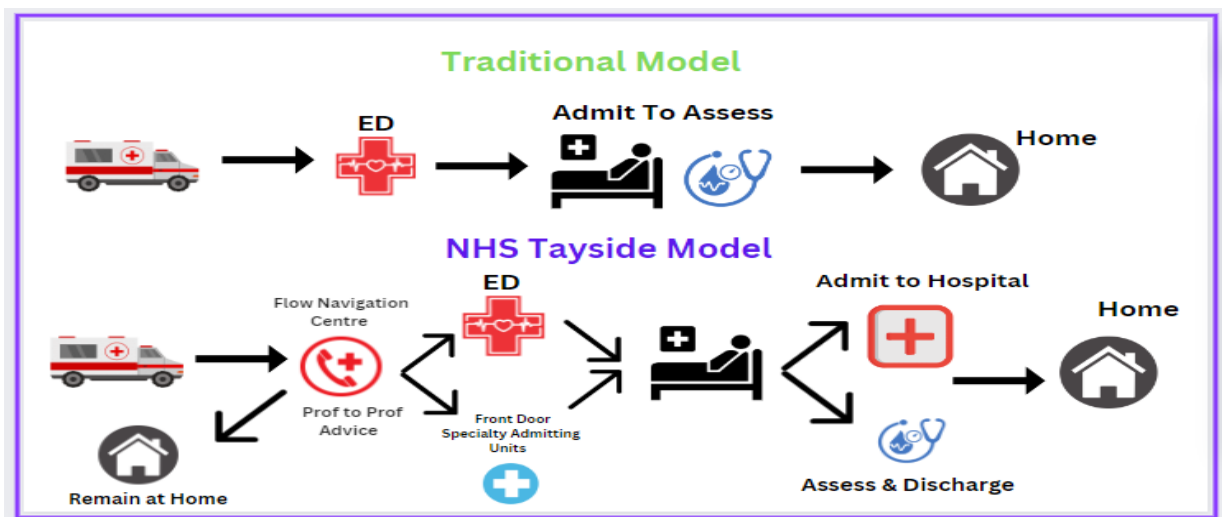 Traditional Model
ED
Admit To Assess
Home
NHS Tayside Model
ED
Flow Navigation
Centre
Prof to Prof
Advice
Remain at Home
Front Door
Specialty Admitting
Units
Admit to Hospital
Assess & Discharge
Home